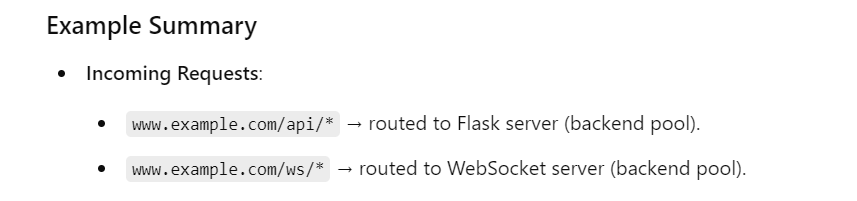 Example Summary
• Incoming Requests:
• www.example.com/api/* → routed to Flask server (backend pool).
• www.example.com/ws/* → routed to WebSocket server (backend pool).